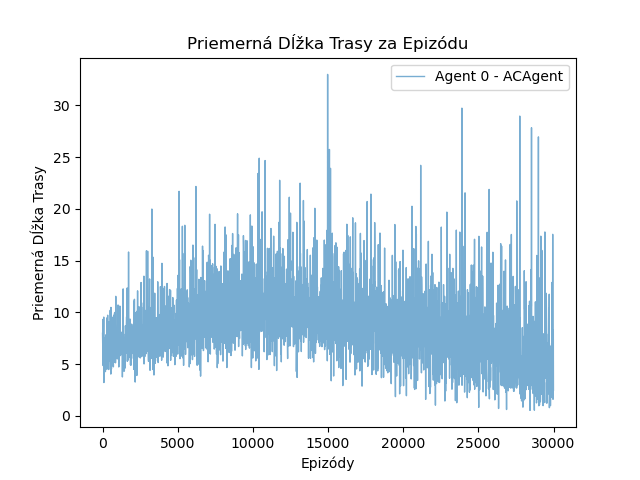 Priemerná Dĺžka Trasy za Epizódu
Agent 0 - ACAgent
Priemerná Dĺžka Trasy
30
25
20
15
10
5
0
0 5000 10000 15000 20000 25000 30000
Epizódy